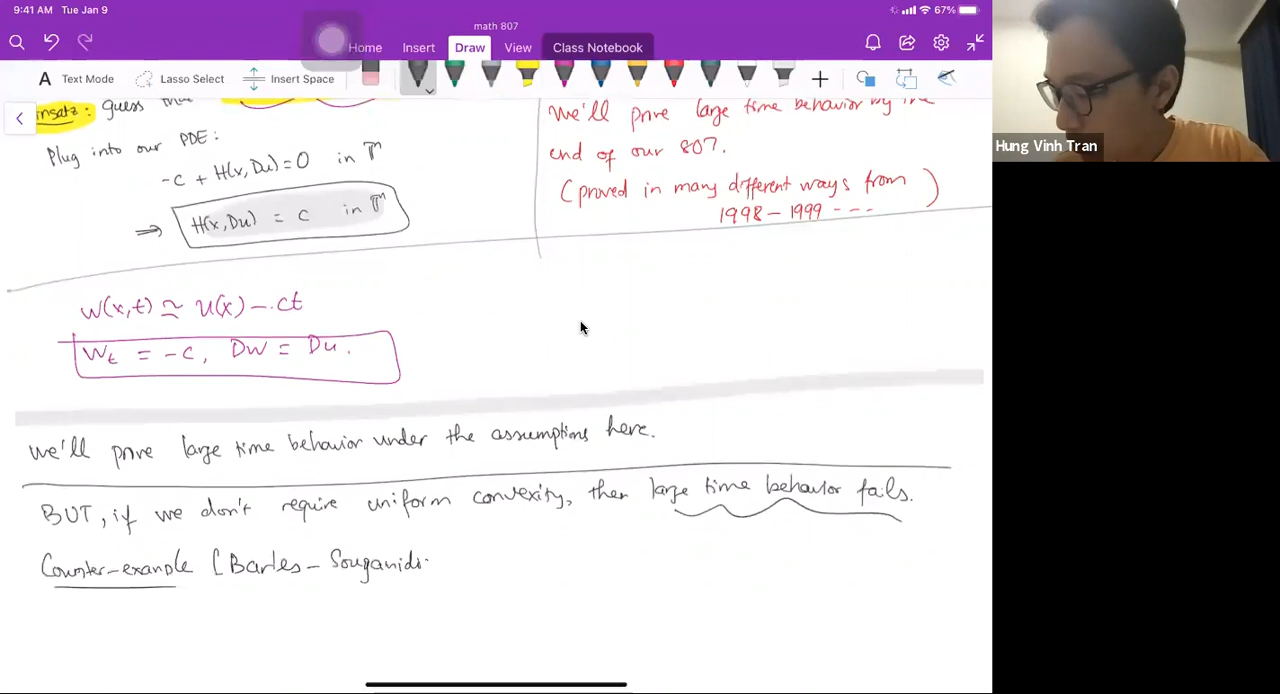 9:41 AM Tue Jan 9
67%
math 807
Home Insert Draw View Class Notebook
A Text Mode Lasso Select Insert Space
nsatz: guess that
Plug into our PDE:
-c + H(x, Du) = 0 in 𝕋ⁿ
⟹ H(x, Du) = c in 𝕋ⁿ
We'll prove large time behavior by the
end of our 807.
(proved in many different ways from
1998 – 1999 - - - )
w(x,t) ≃ u(x) – ct
w_t = -c, Dw = Du.
We'll prove large time behavior under the assumptions here.
BUT, if we don't require uniform convexity, then large time behavior fails.
Counter-example [Barles – Souganidi
Hung Vinh Tran